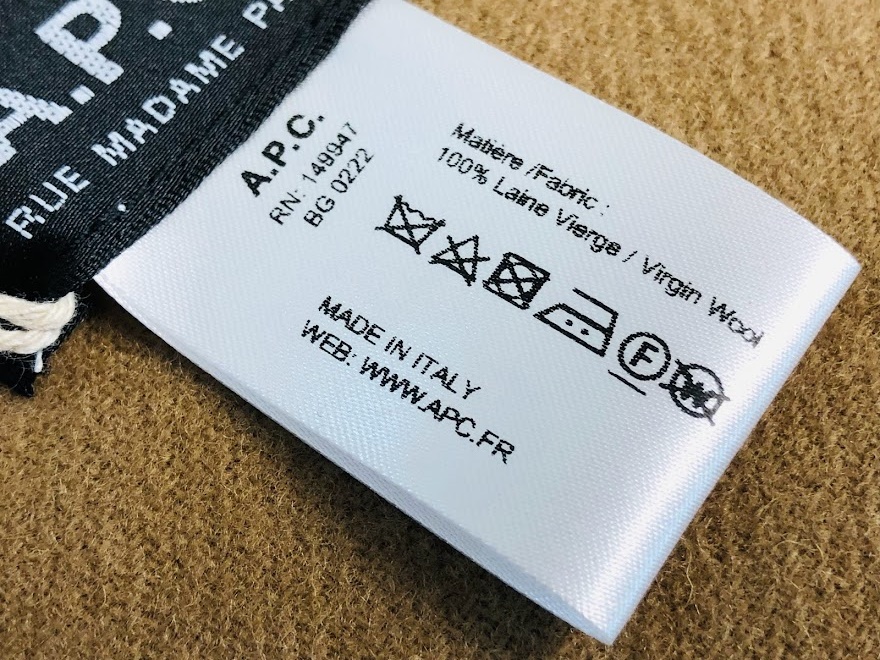 A.P.C.
RUE MADAME
A.P.C.
RN: 149947
BG 0222
Matière /Fabric :
100% Laine Vierge / Virgin Wool
F W
MADE IN ITALY
WEB: WWW.APC.FR